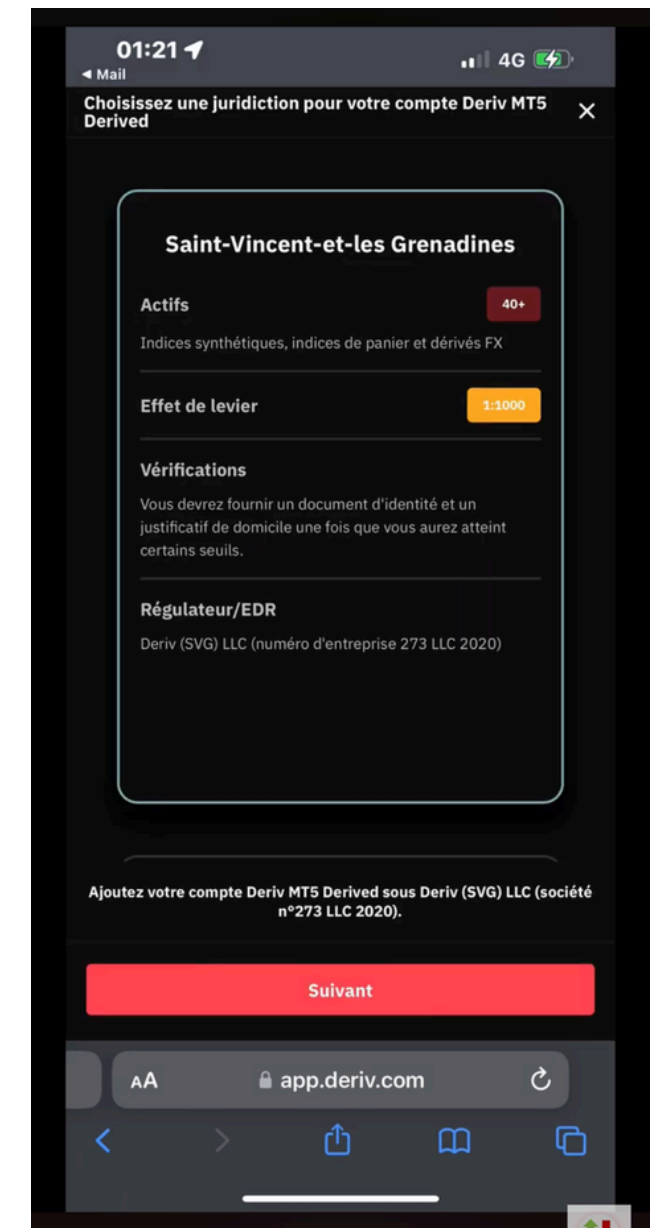 01:21
◀ Mail
4G
Choisissez une juridiction pour votre compte Deriv MT5
Derived
Saint-Vincent-et-les Grenadines
Actifs
40+
Indices synthétiques, indices de panier et dérivés FX
Effet de levier
1:1000
Vérifications
Vous devrez fournir un document d'identité et un
justificatif de domicile une fois que vous aurez atteint
certains seuils.
Régulateur/EDR
Deriv (SVG) LLC (numéro d'entreprise 273 LLC 2020)
Ajoutez votre compte Deriv MT5 Derived sous Deriv (SVG) LLC (société
n°273 LLC 2020).
Suivant
AA
app.deriv.com